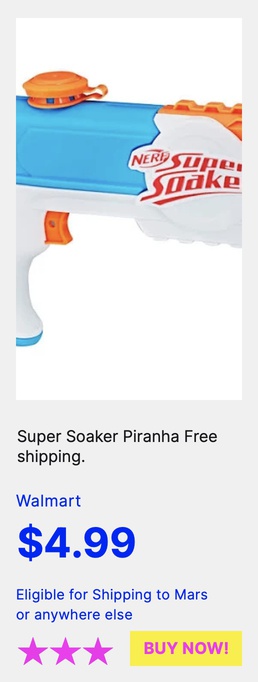 NERF Super
Soake
Super Soaker Piranha Free
shipping.
Walmart
$4.99
Eligible for Shipping to Mars
or anywhere else
BUY NOW!